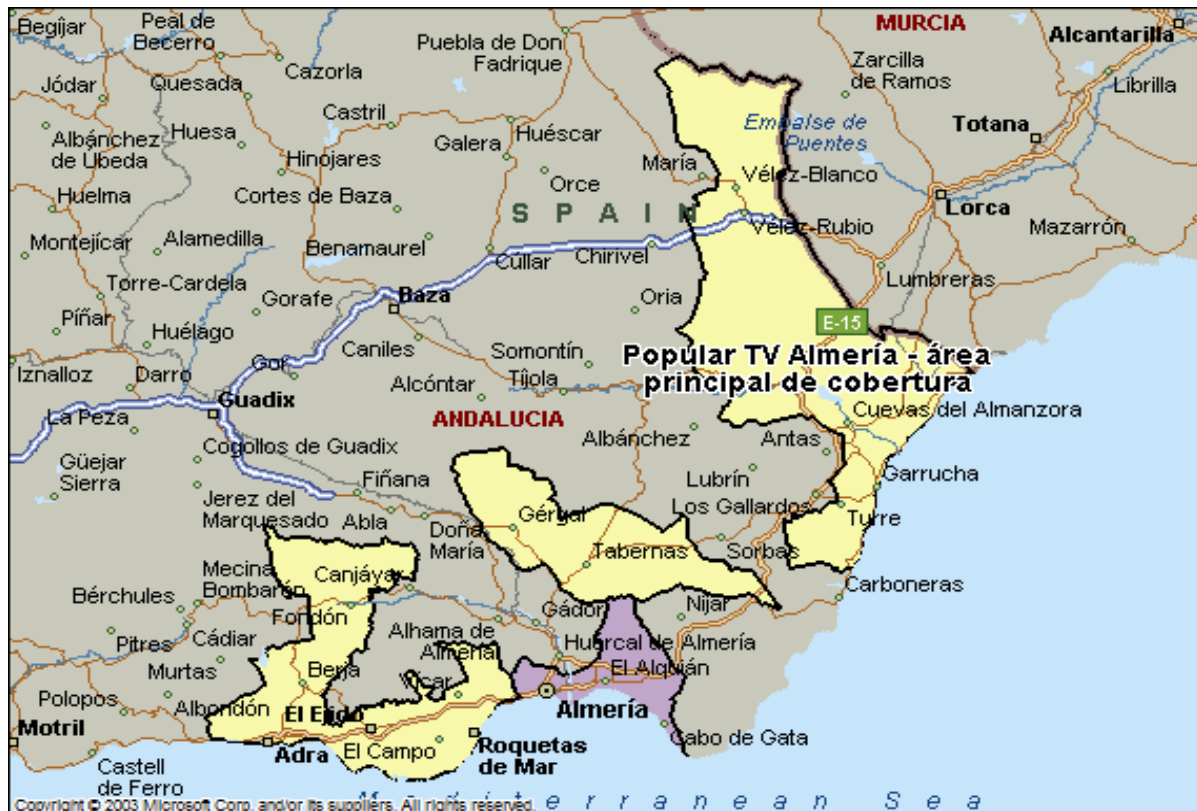 Begíjar
Peal de
Becerro
MURCIA
Alcantarilla
Puebla de Don
Fadrique
Cazorla
Zarcilla
de Ramos
Librilla
Jódar
Quesada
Castril
Huéscar
Embalse de
Puentes
Totana
Albánchez
de Ubeda
Huesa
Galera
Hinojares
María
Vélez-Blanco
Huelma
Cortes de Baza
Orce
Lorca
SPAIN
Montejícar
Alamedilla
Benamaurel
Cúllar
Chirivel
Vélez-Rubio
Mazarrón
Torre-Cardela
Gorafe
Baza
Oria
Lumbreras
Píñar
Huélago
E-15
Caniles
Somontín
Popular TV Almería - área
principal de cobertura
Iznalloz
Darro
Gor
Alcóntar
Tíjola
Guadix
La Peza
ANDALUCIA
Cuevas del Almanzora
Albánchez
Antas
Cogollos de Guadix
Güejar
Sierra
Fiñana
Lubrín
Garrucha
Jerez del
Marquesado
Abla
Gérgal
Los Gallardos
Turre
Doña
María
Tabernas
Sorbas
Mecina
Bombarón
Canjáyar
Carboneras
Bérchules
Fondón
Gádor
Nijar
Pitres
Cádiar
Alhama de
Almería
Huércal de Almería
Murtas
Berja
Vícar
El Alquián
Polopos
Albondón
El Ejido
Almería
Motril
Adra
El Campo
Roquetas
de Mar
Cabo de Gata
Castell
de Ferro
Mediterranean Sea
Copyright © 2003 Microsoft Corp. and/or its suppliers. All rights reserved.